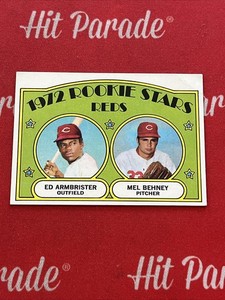 Hit Parade®
1972 ROOKIE STARS
REDS
ED ARMBRISTER
OUTFIELD
MEL BEHNEY
PITCHER
Parade®
Hit Parade